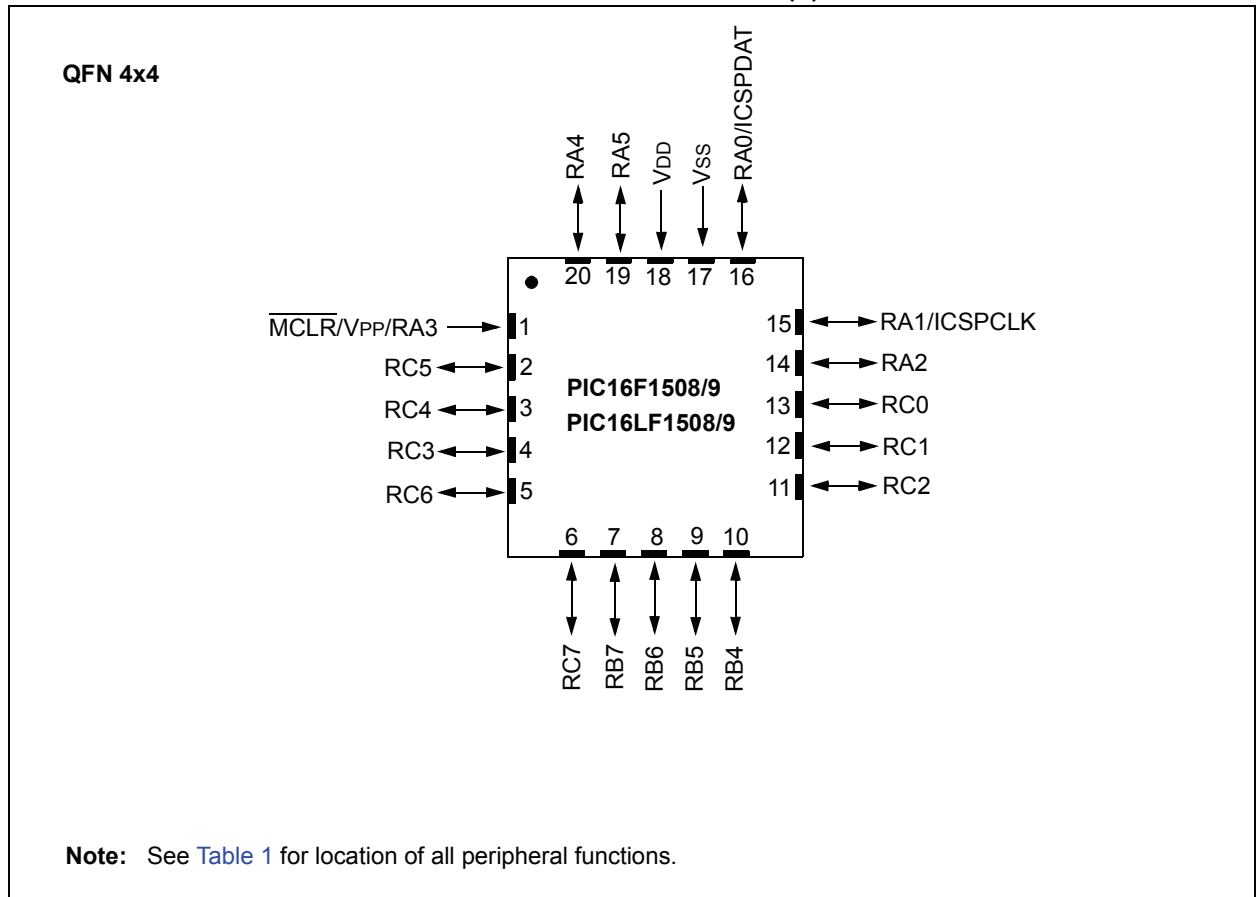 QFN 4x4
RA4
RA5
VDD
VSS
RA0/ICSPDAT
20 19 18 17 16
MCLR/VPP/RA3 1
RC5 2
RC4 3
RC3 4
RC6 5
PIC16F1508/9
PIC16LF1508/9
15 RA1/ICSPCLK
14 RA2
13 RC0
12 RC1
11 RC2
6 7 8 9 10
RC7
RB7
RB6
RB5
RB4
Note: See Table 1 for location of all peripheral functions.